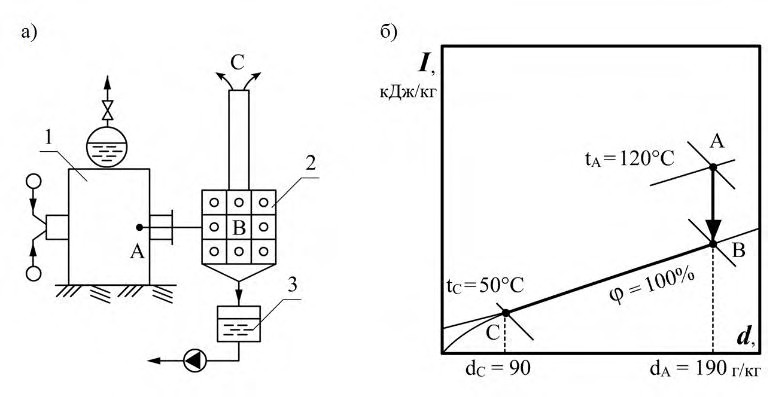 а)
1
A
C
2
B
3
б)
I,
кДж/кг
A
tA=120°C
B
φ=100%
tC=50°C
C
d,
dC = 90
dA = 190 г/кг